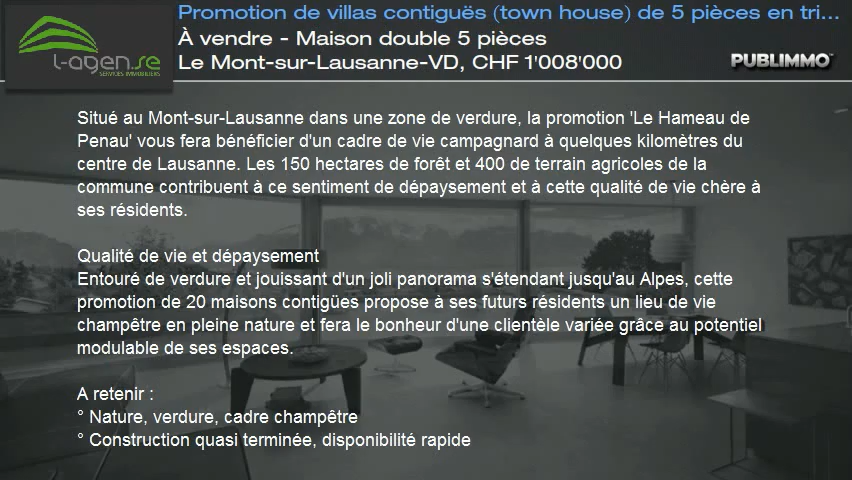 Promotion de villas contiguës (town house) de 5 pièces en tri...
À vendre - Maison double 5 pièces
Le Mont-sur-Lausanne-VD, CHF 1'008'000
l-agen.se
SERVICES IMMOBILIERS
PUBLIMMO
Situé au Mont-sur-Lausanne dans une zone de verdure, la promotion 'Le Hameau de
Penau' vous fera bénéficier d'un cadre de vie campagnard à quelques kilomètres du
centre de Lausanne. Les 150 hectares de forêt et 400 de terrain agricoles de la
commune contribuent à ce sentiment de dépaysement et à cette qualité de vie chère à
ses résidents.
Qualité de vie et dépaysement
Entouré de verdure et jouissant d'un joli panorama s'étendant jusqu'au Alpes, cette
promotion de 20 maisons contigües propose à ses futurs résidents un lieu de vie
champêtre en pleine nature et fera le bonheur d'une clientèle variée grâce au potentiel
modulable de ses espaces.
A retenir :
° Nature, verdure, cadre champêtre
° Construction quasi terminée, disponibilité rapide